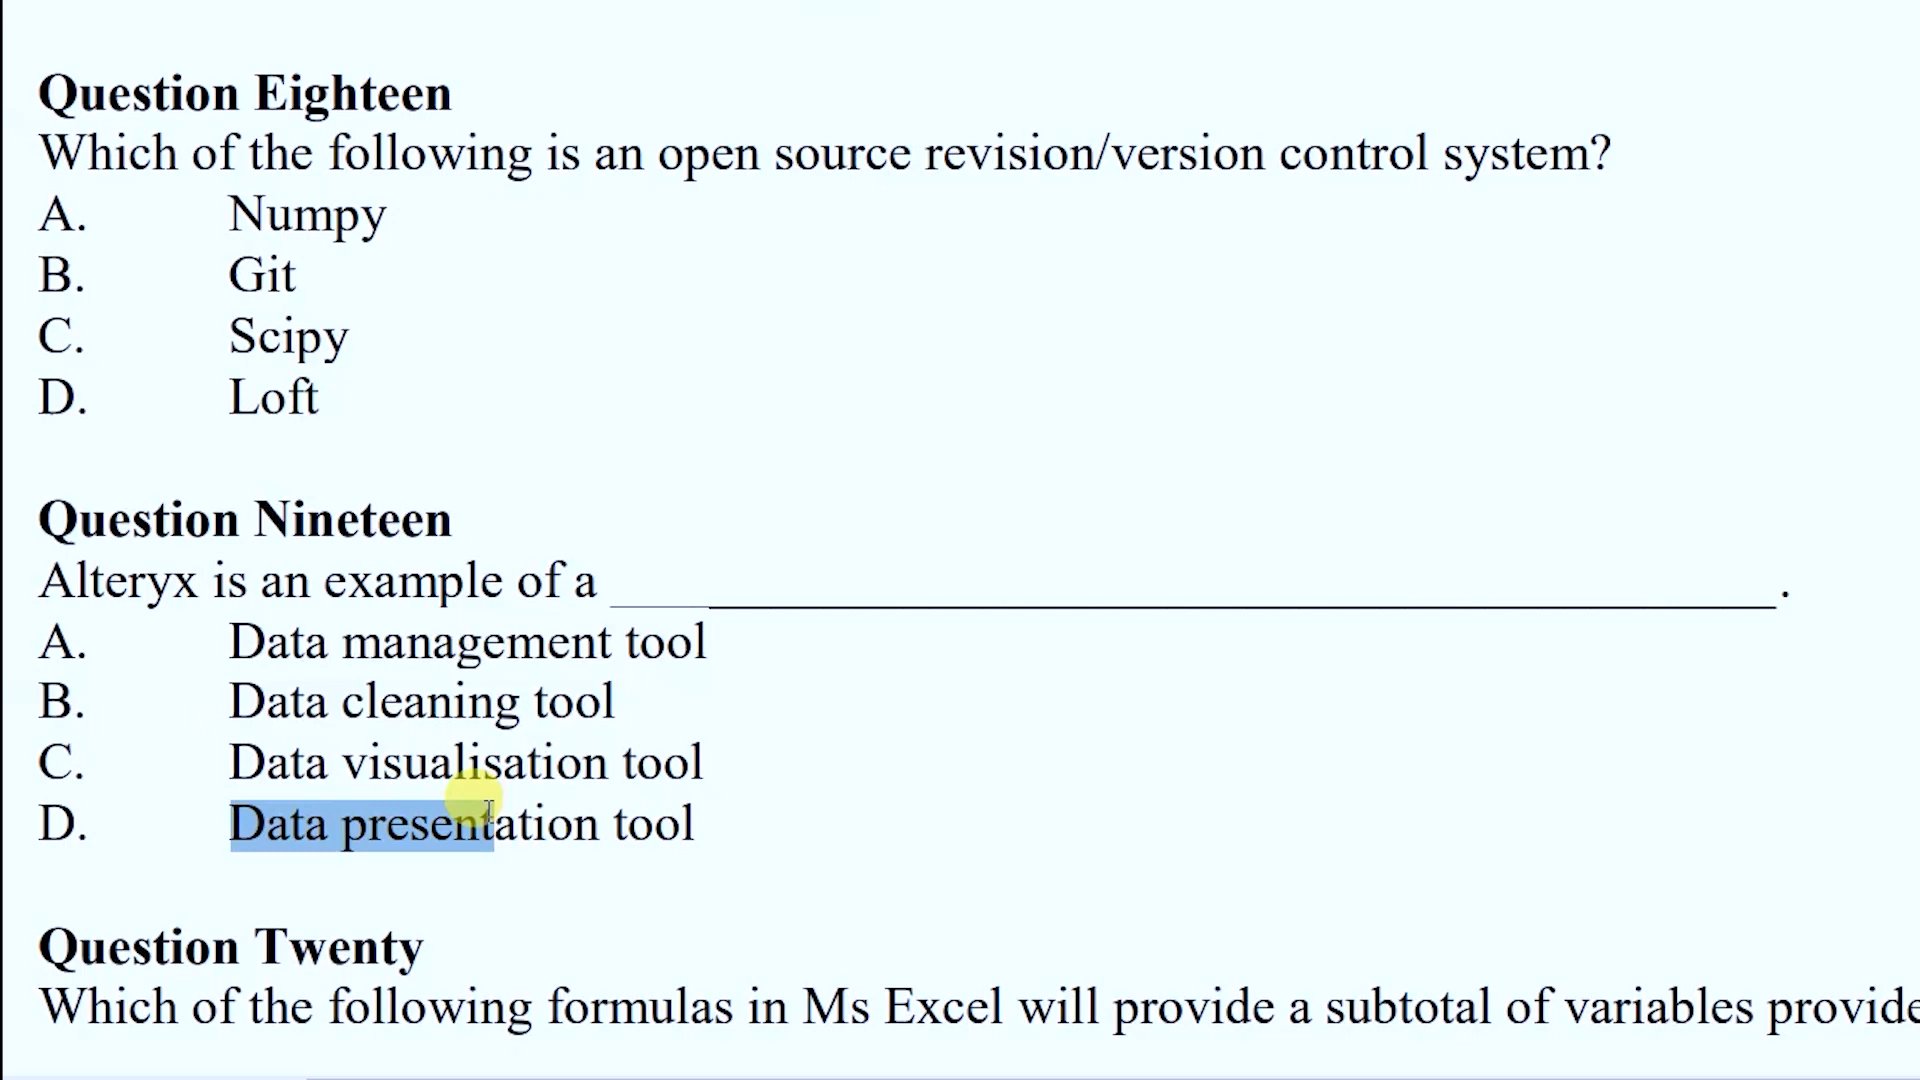 Question Eighteen
Which of the following is an open source revision/version control system?
A. Numpy
B. Git
C. Scipy
D. Loft
Question Nineteen
Alteryx is an example of a ____________________.
A. Data management tool
B. Data cleaning tool
C. Data visualisation tool
D. Data presentation tool
Question Twenty
Which of the following formulas in Ms Excel will provide a subtotal of variables provide